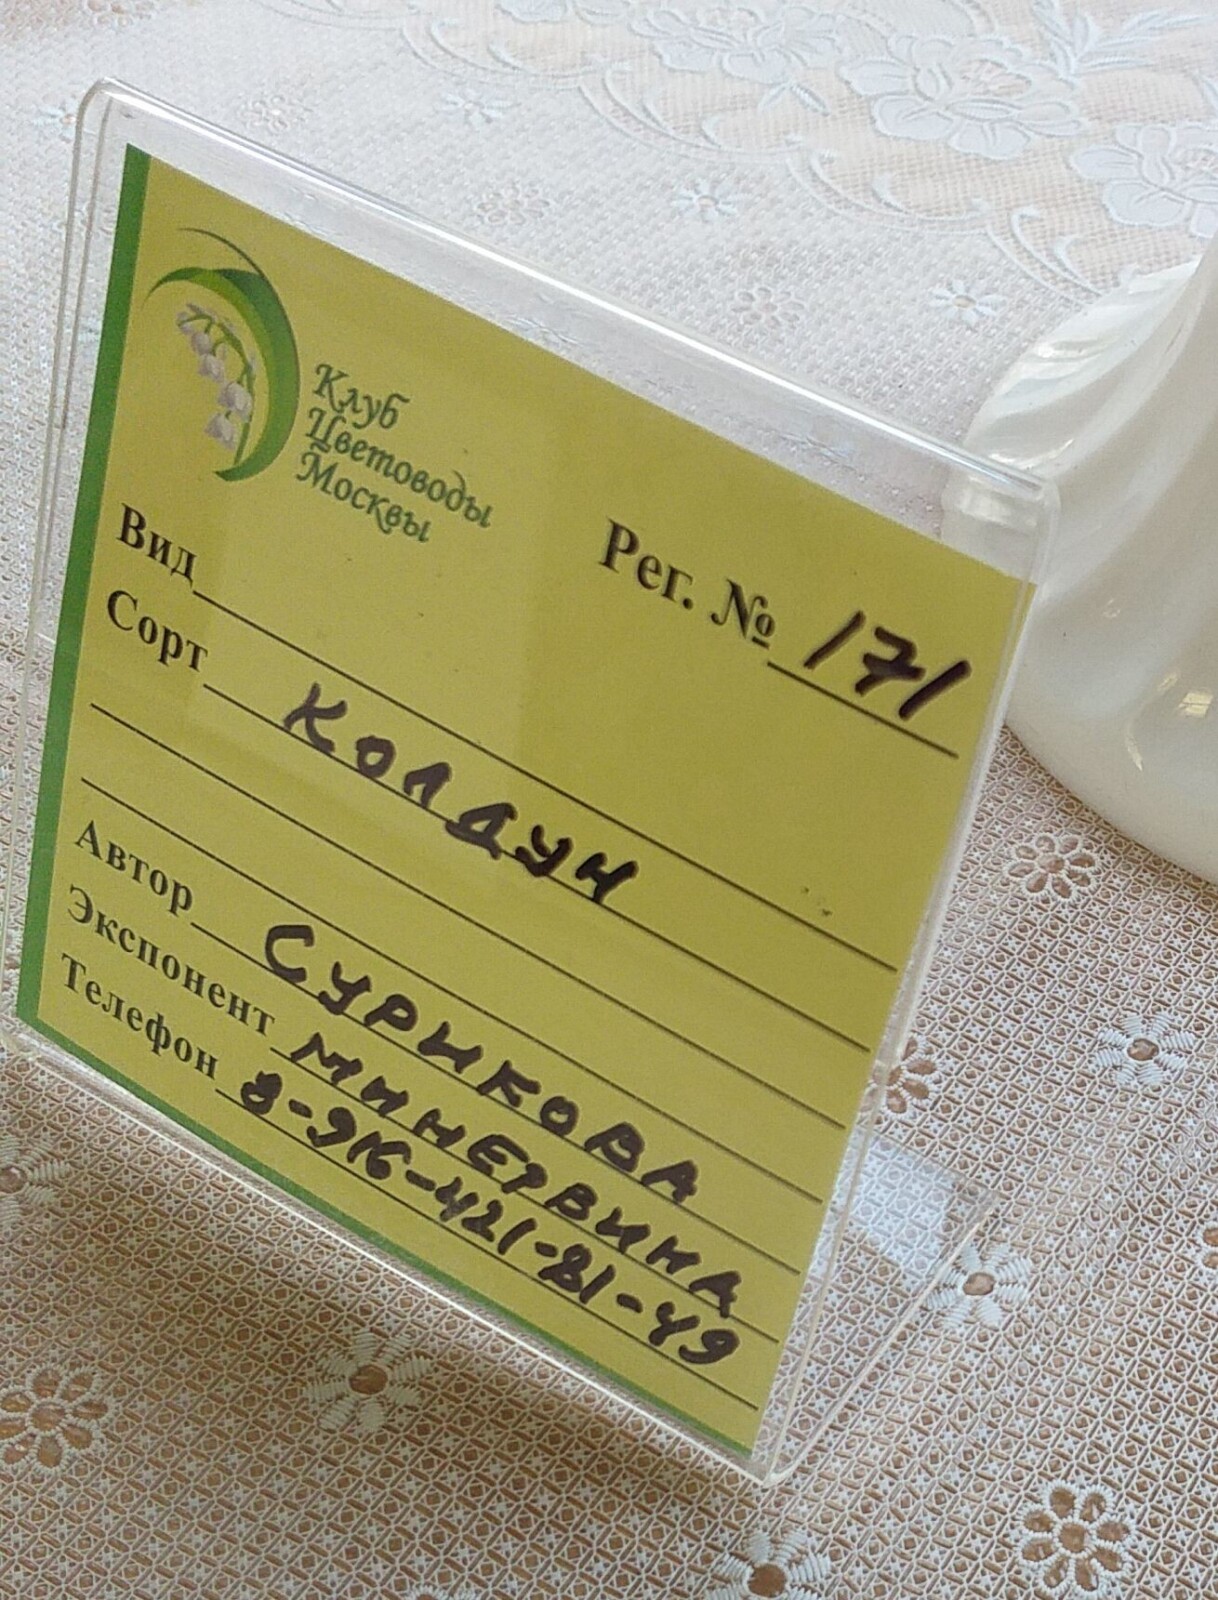 Клуб
Цветоводы
Москвы
Рег. № 171
Вид
Сорт КОЛДУН
Автор СУРИКОВА
Экспонент МИНЕРВИНА
Телефон 8-916-421-81-49